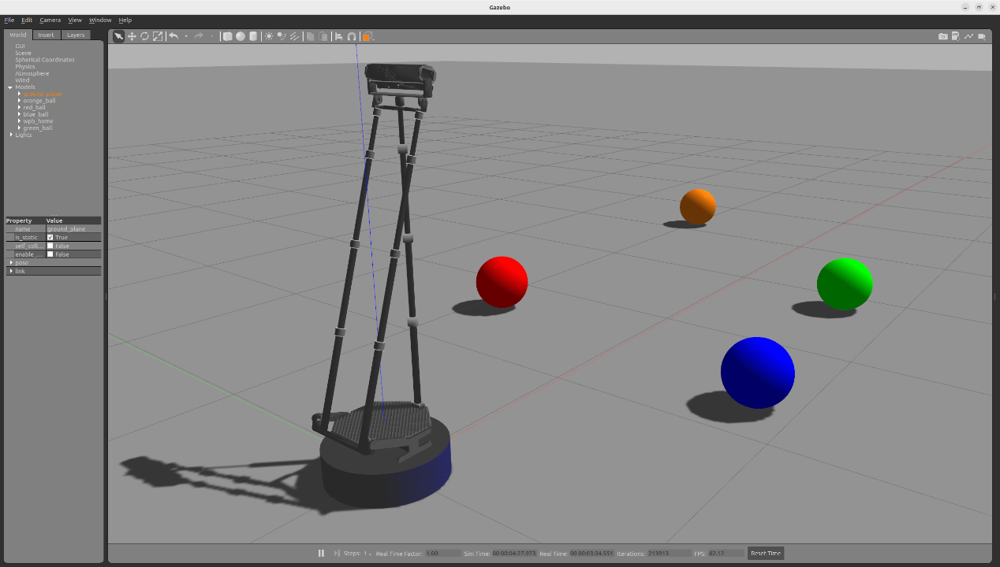 Gazebo
File Edit Camera View Window Help
World Insert Layers
GUI
Scene
Spherical Coordinates
Physics
Atmosphere
Wind
Models
ground_plane
orange_ball
red_ball
blue_ball
wpb_home
green_ball
Lights
Property Value
name ground_plane
is_static True
self_coll... False
enable_... False
pose
link
Steps: 1 Real Time Factor: 1.00 Sim Time: 00 00:04:27.973 Real Time: 00 00:03:34.551 Iterations: 213915 FPS: 62.12 Reset Time